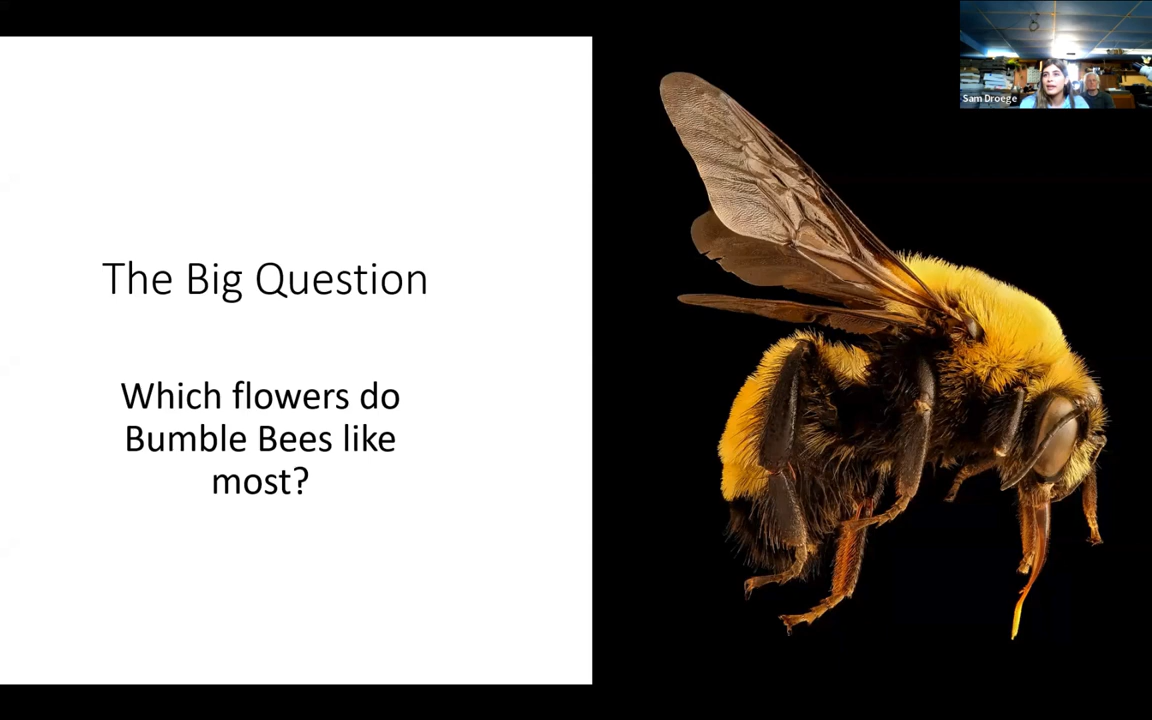 Sam Droege
The Big Question
Which flowers do
Bumble Bees like
most?